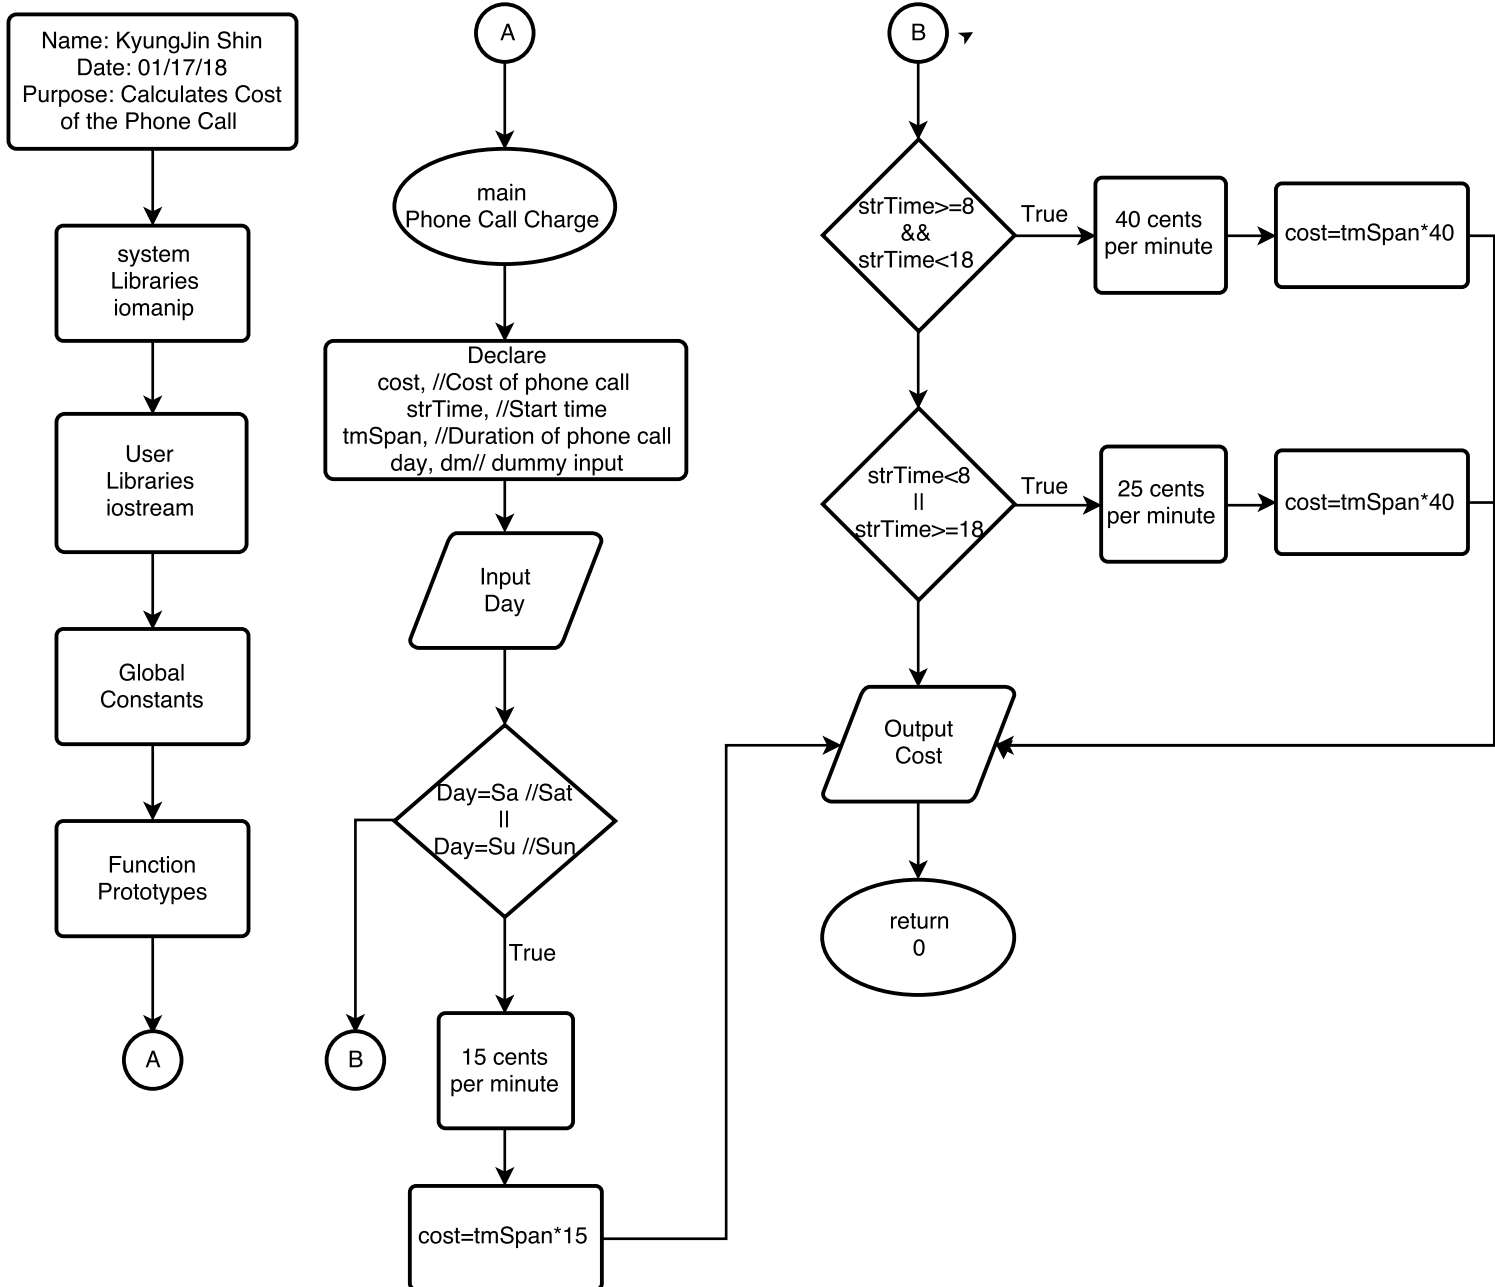 Name: KyungJin Shin
Date: 01/17/18
Purpose: Calculates Cost
of the Phone Call
system
Libraries
iomanip
User
Libraries
iostream
Global
Constants
Function
Prototypes
A
A
main
Phone Call Charge
Declare
cost, //Cost of phone call
strTime, //Start time
tmSpan, //Duration of phone call
day, dm// dummy input
Input
Day
Day=Sa //Sat
||
Day=Su //Sun
True
B
15 cents
per minute
cost=tmSpan*15
B
strTime>=8
&&
strTime<18
True
40 cents
per minute
cost=tmSpan*40
strTime<8
||
strTime>=18
True
25 cents
per minute
cost=tmSpan*40
Output
Cost
return
0